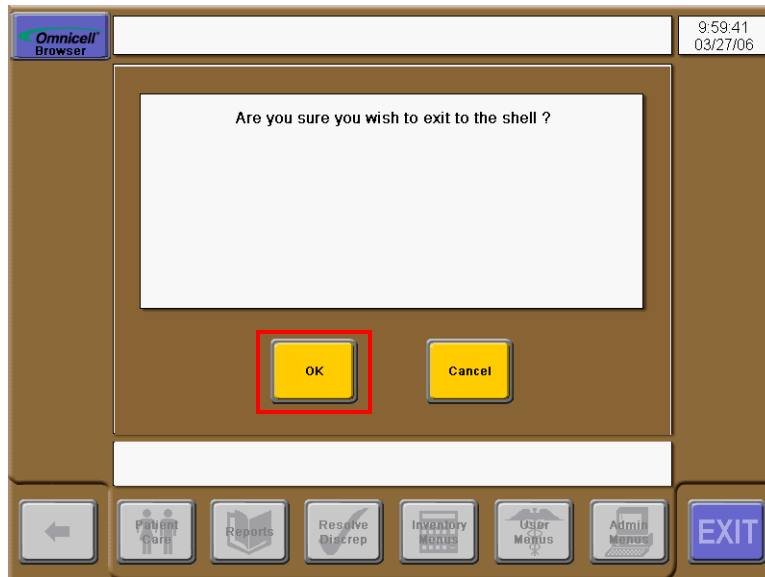 Omnicell
Browser
9:59:41
03/27/06
Are you sure you wish to exit to the shell ?
OK
Cancel
Patient
Care
Reports
Resolve
Discrep
Inventory
Menus
User
Menus
Admin
Menus
EXIT